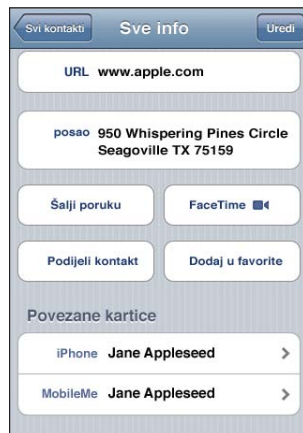 Svi kontakti Sve info Uredi
URL www.apple.com
posao 950 Whispering Pines Circle
Seagoville TX 75159
Šalji poruku FaceTime
Podijeli kontakt Dodaj u favorite
Povezane kartice
iPhone Jane Appleseed
MobileMe Jane Appleseed